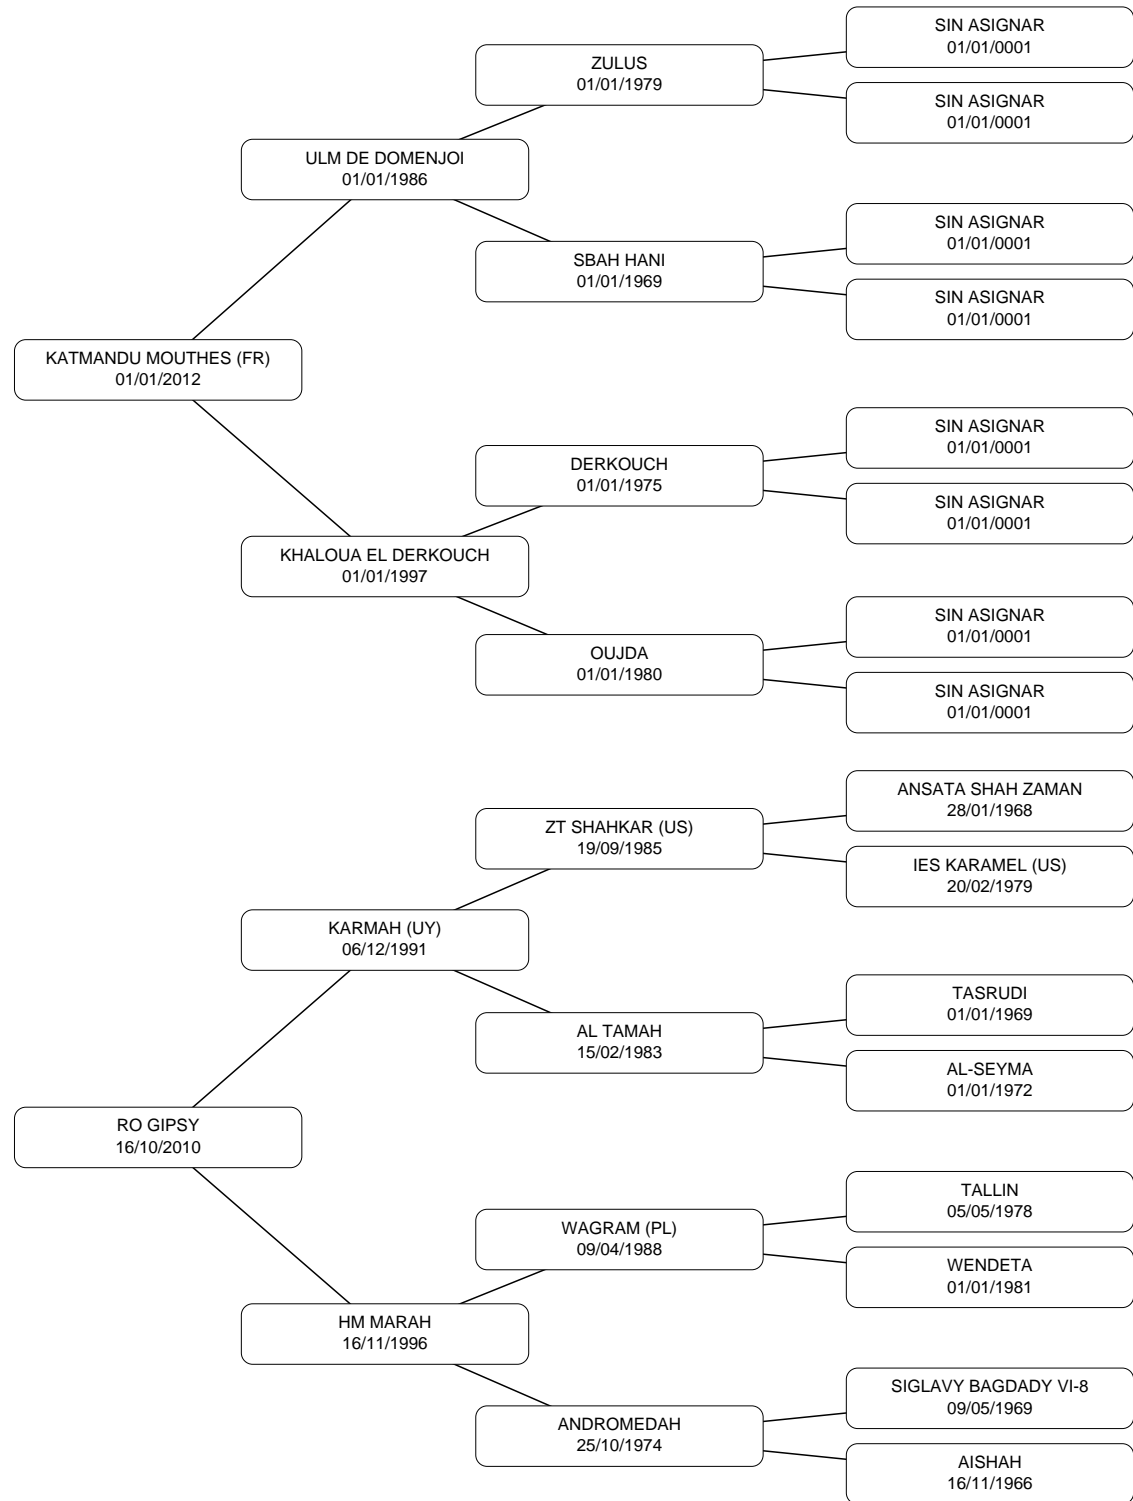 SIN ASIGNAR
01/01/0001
ZULUS
01/01/1979
SIN ASIGNAR
01/01/0001
ULM DE DOMENJOI
01/01/1986
SIN ASIGNAR
01/01/0001
SBAH HANI
01/01/1969
SIN ASIGNAR
01/01/0001
KATMANDU MOUTHES (FR)
01/01/2012
SIN ASIGNAR
01/01/0001
DERKOUCH
01/01/1975
SIN ASIGNAR
01/01/0001
KHALOUA EL DERKOUCH
01/01/1997
SIN ASIGNAR
01/01/0001
OUJDA
01/01/1980
SIN ASIGNAR
01/01/0001
ANSATA SHAH ZAMAN
28/01/1968
ZT SHAHKAR (US)
19/09/1985
IES KARAMEL (US)
20/02/1979
KARMAH (UY)
06/12/1991
TASRUDI
01/01/1969
AL TAMAH
15/02/1983
AL-SEYMA
01/01/1972
RO GIPSY
16/10/2010
TALLIN
05/05/1978
WAGRAM (PL)
09/04/1988
WENDETA
01/01/1981
HM MARAH
16/11/1996
SIGLAVY BAGDADY VI-8
09/05/1969
ANDROMEDAH
25/10/1974
AISHAH
16/11/1966